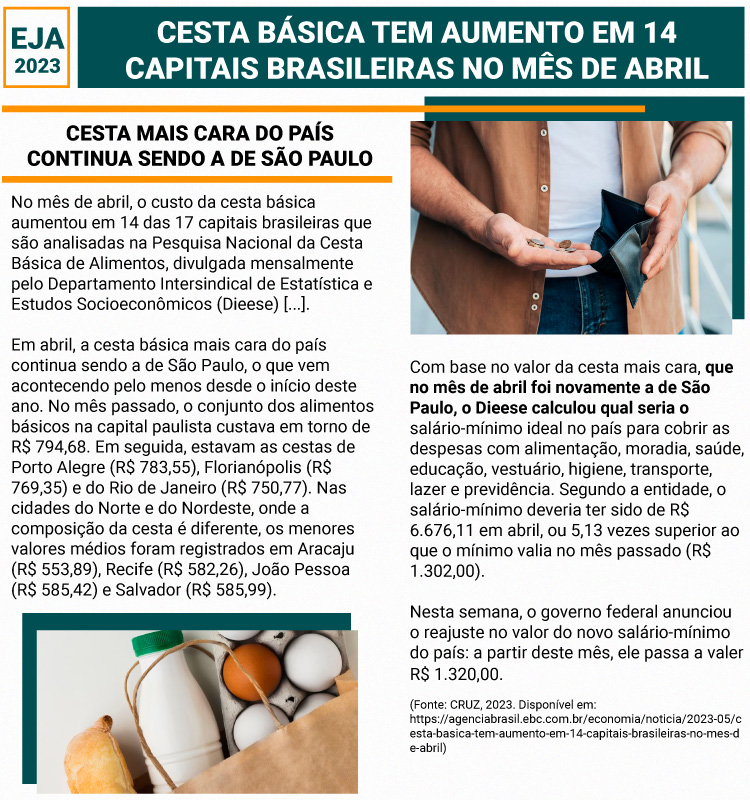 EJA
2023
CESTA BÁSICA TEM AUMENTO EM 14
CAPITAIS BRASILEIRAS NO MÊS DE ABRIL
CESTA MAIS CARA DO PAÍS
CONTINUA SENDO A DE SÃO PAULO
No mês de abril, o custo da cesta básica
aumentou em 14 das 17 capitais brasileiras que
são analisadas na Pesquisa Nacional da Cesta
Básica de Alimentos, divulgada mensalmente
pelo Departamento Intersindical de Estatística e
Estudos Socioeconômicos (Dieese) [...].
Em abril, a cesta básica mais cara do país
continua sendo a de São Paulo, o que vem
acontecendo pelo menos desde o início deste
ano. No mês passado, o conjunto dos alimentos
básicos na capital paulista custava em torno de
R$ 794,68. Em seguida, estavam as cestas de
Porto Alegre (R$ 783,55), Florianópolis (R$
769,35) e do Rio de Janeiro (R$ 750,77). Nas
cidades do Norte e do Nordeste, onde a
composição da cesta é diferente, os menores
valores médios foram registrados em Aracaju
(R$ 553,89), Recife (R$ 582,26), João Pessoa
(R$ 585,42) e Salvador (R$ 585,99).
Com base no valor da cesta mais cara, que
no mês de abril foi novamente a de São
Paulo, o Dieese calculou qual seria o
salário-mínimo ideal no país para cobrir as
despesas com alimentação, moradia, saúde,
educação, vestuário, higiene, transporte,
lazer e previdência. Segundo a entidade, o
salário-mínimo deveria ter sido de R$
6.676,11 em abril, ou 5,13 vezes superior ao
que o mínimo valia no mês passado (R$
1.302,00).
Nesta semana, o governo federal anunciou
o reajuste no valor do novo salário-mínimo
do país: a partir deste mês, ele passa a valer
R$ 1.320,00.
(Fonte: CRUZ, 2023. Disponível em:
https://agenciabrasil.ebc.com.br/economia/noticia/2023-05/c
esta-basica-tem-aumento-em-14-capitais-brasileiras-no-mes-d
e-abril)